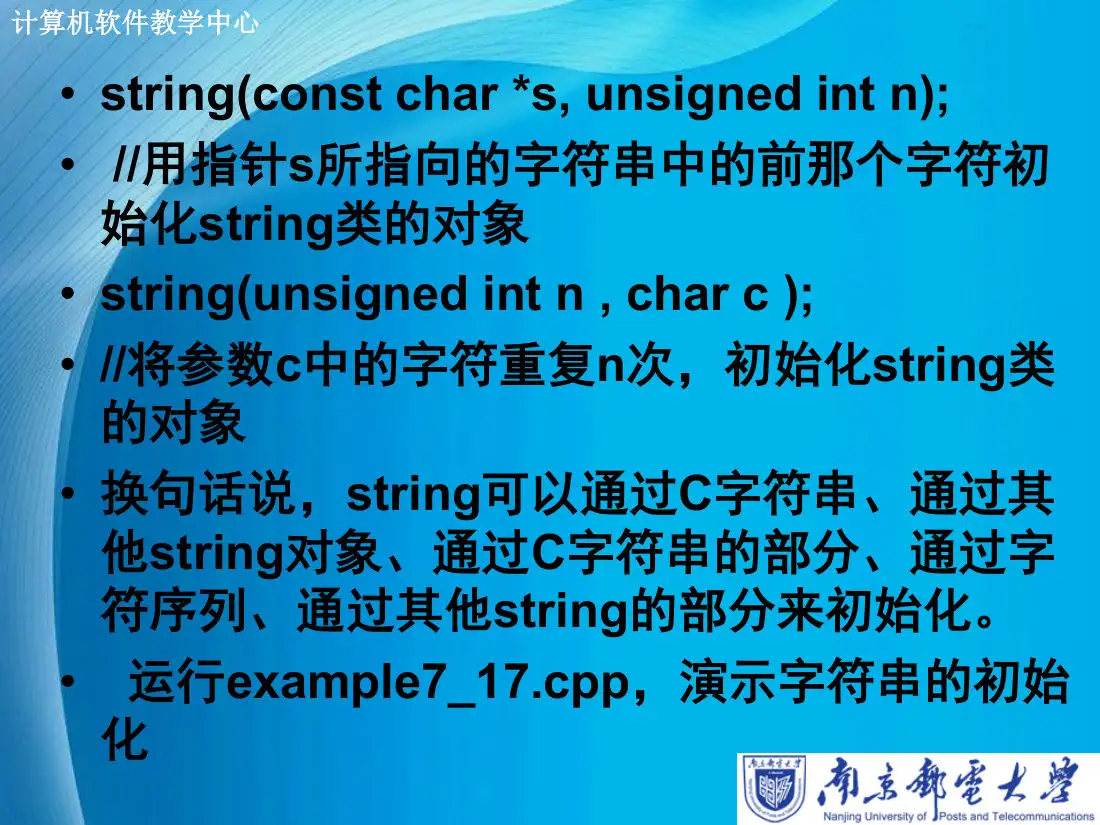 计算机软件教学中心
• string(const char *s, unsigned int n);
• //用指针s所指向的字符串中的前那个字符初
始化string类的对象
• string(unsigned int n , char c );
• //将参数c中的字符重复n次，初始化string类
的对象
• 换句话说，string可以通过C字符串、通过其
他string对象、通过C字符串的部分、通过字
符序列、通过其他string的部分来初始化。
• 运行example7_17.cpp，演示字符串的初始
化
南京郵電大學
南京郵電大學
Nanjing University of Posts and Telecommunications